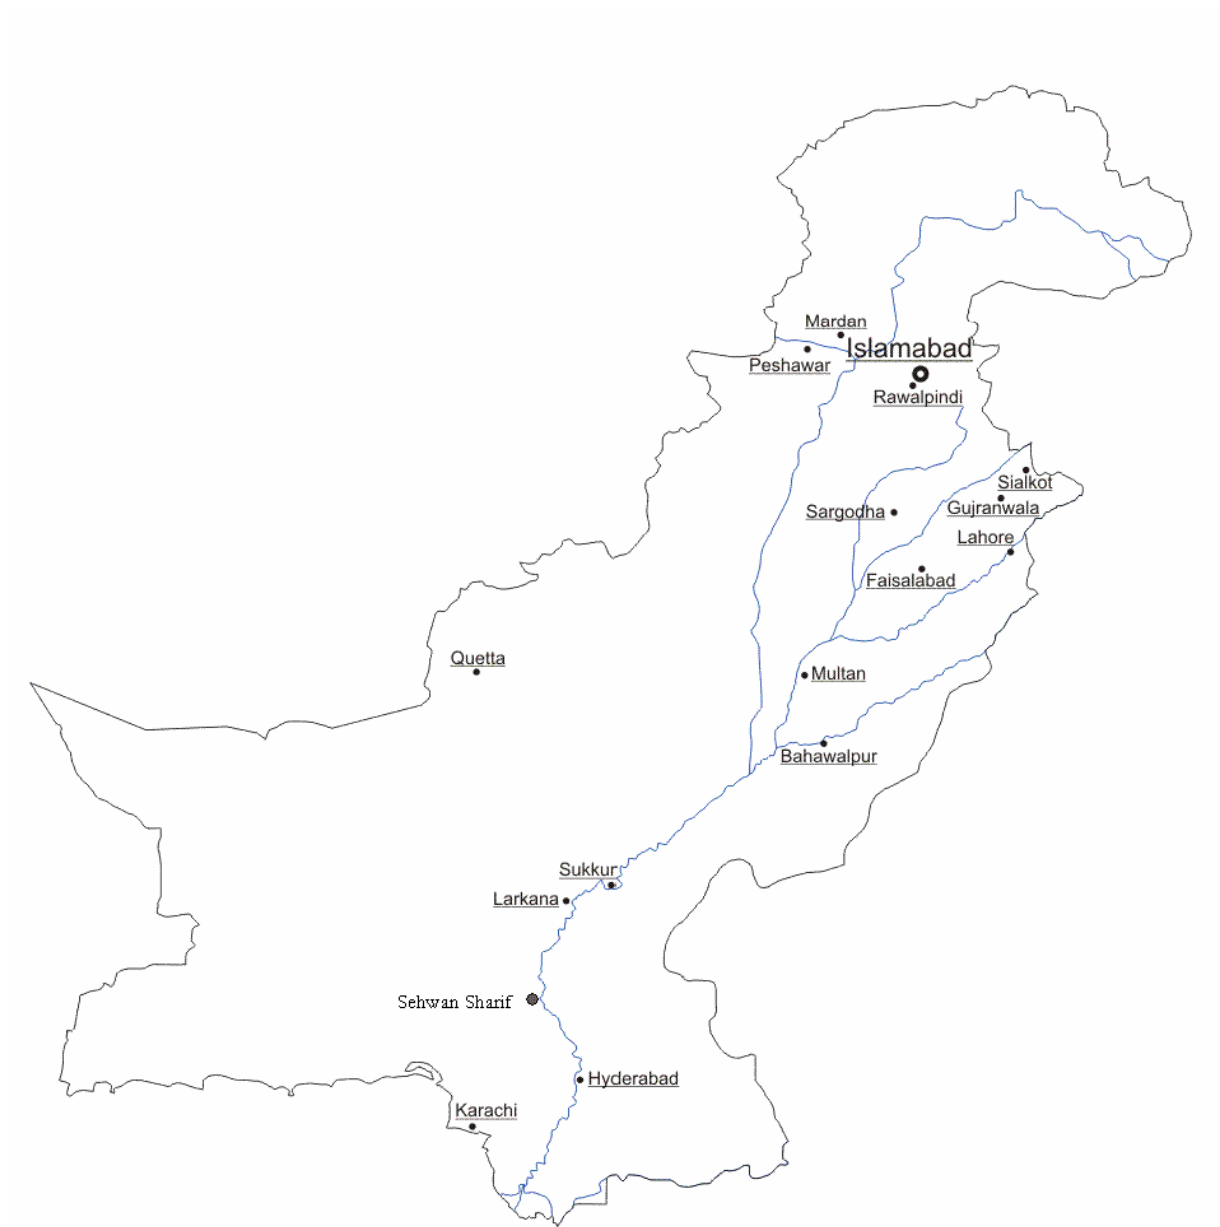 Mardan
Islamabad
Peshawar
Rawalpindi
Sialkot
Gujranwala
Sargodha
Lahore
Faisalabad
Quetta
Multan
Bahawalpur
Sukkur
Larkana
Sehwan Sharif
Hyderabad
Karachi